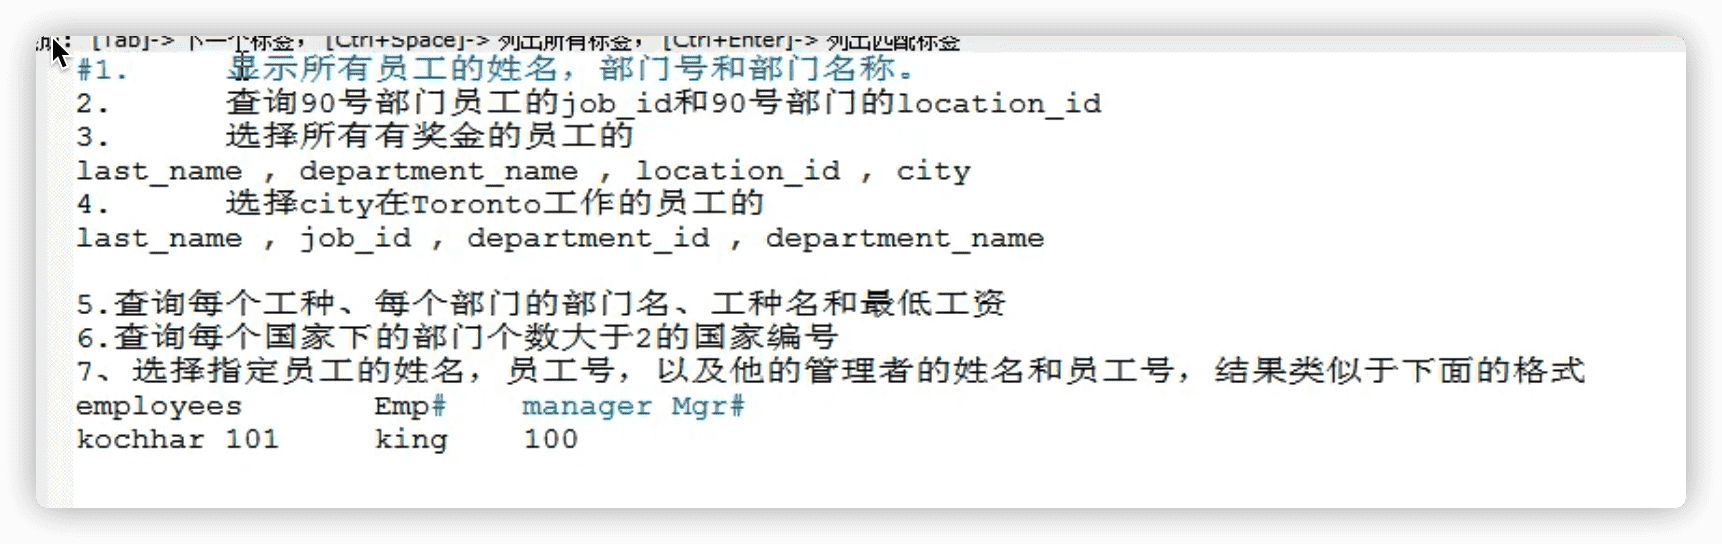 [Tab]-> 下一个标签，[Ctrl+Space]-> 列出所有标签，[Ctrl+Enter]-> 列出匹配标签
#1. 显示所有员工的姓名，部门号和部门名称。
2. 查询90号部门员工的job_id和90号部门的location_id
3. 选择所有有奖金的员工的
last_name , department_name , location_id , city
4. 选择city在Toronto工作的员工的
last_name , job_id , department_id , department_name
5.查询每个工种、每个部门的部门名、工种名和最低工资
6.查询每个国家下的部门个数大于2的国家编号
7、选择指定员工的姓名，员工号，以及他的管理者的姓名和员工号，结果类似于下面的格式
employees Emp# manager Mgr#
kochhar 101 king 100